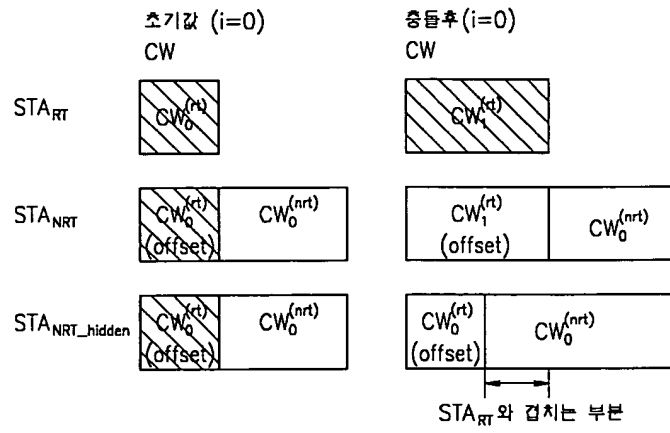 초기값 (i=0)
CW
충돌후 (i=0)
CW
STA_RT
CW_0^(rt)
CW_1^(rt)
STA_NRT
CW_0^(rt)
(offset)
CW_0^(nrt)
CW_1^(rt)
(offset)
CW_0^(nrt)
STA_NRT_hidden
CW_0^(rt)
(offset)
CW_0^(nrt)
CW_0^(rt)
(offset)
CW_0^(nrt)
STA_RT 와 겹치는 부분